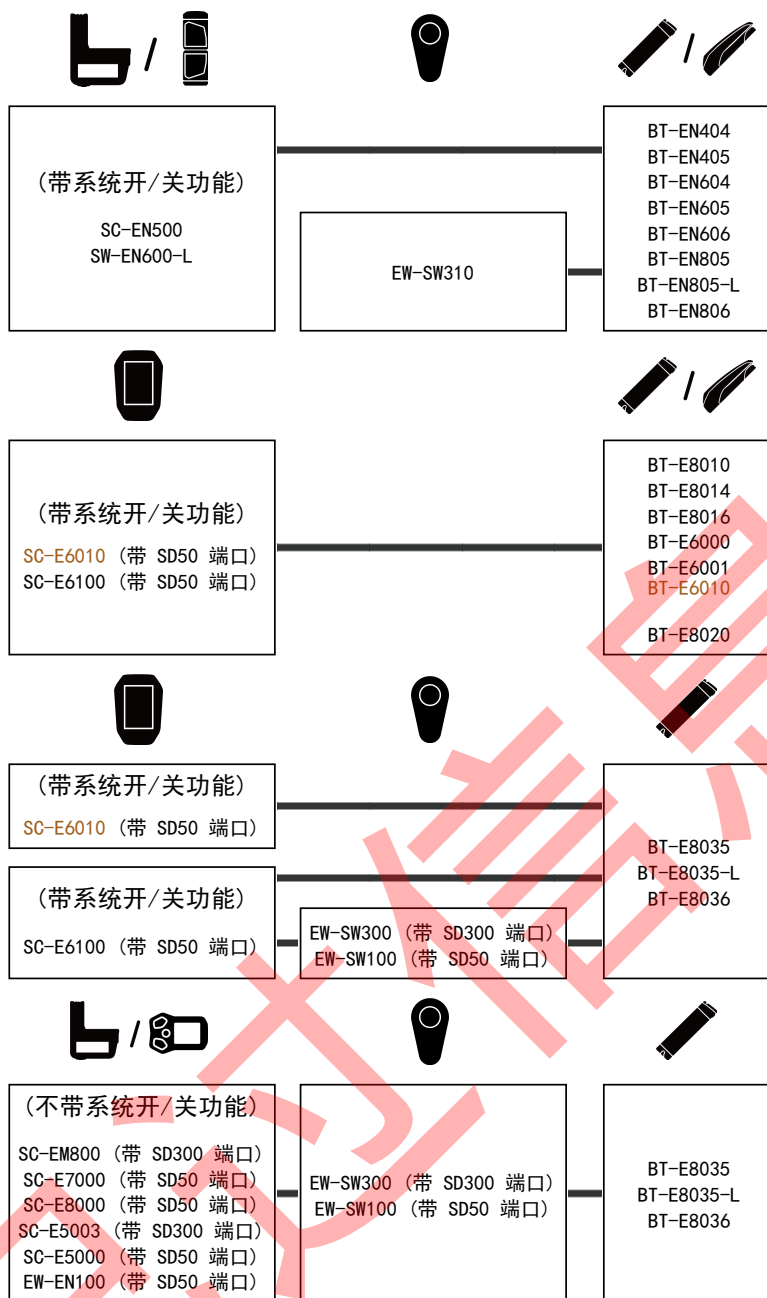 /
/
(带系统开/关功能)
SC-EN500
SW-EN600-L
EW-SW310
BT-EN404
BT-EN405
BT-EN604
BT-EN605
BT-EN606
BT-EN805
BT-EN805-L
BT-EN806
/
(带系统开/关功能)
SC-E6010 (带 SD50 端口)
SC-E6100 (带 SD50 端口)
BT-E8010
BT-E8014
BT-E8016
BT-E6000
BT-E6001
BT-E6010
BT-E8020
(带系统开/关功能)
SC-E6010 (带 SD50 端口)
(带系统开/关功能)
SC-E6100 (带 SD50 端口)
EW-SW300 (带 SD300 端口)
EW-SW100 (带 SD50 端口)
BT-E8035
BT-E8035-L
BT-E8036
/
(不带系统开/关功能)
SC-EM800 (带 SD300 端口)
SC-E7000 (带 SD50 端口)
SC-E8000 (带 SD50 端口)
SC-E5003 (带 SD300 端口)
SC-E5000 (带 SD50 端口)
EW-EN100 (带 SD50 端口)
EW-SW300 (带 SD300 端口)
EW-SW100 (带 SD50 端口)
BT-E8035
BT-E8035-L
BT-E8036
过信息